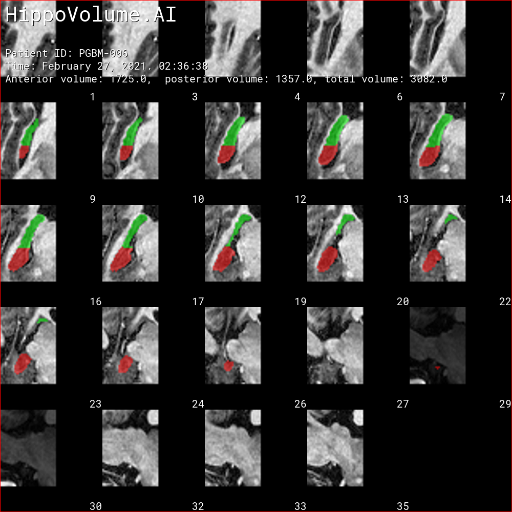 HippoVolume.AI
Patient ID: PGBM-006
Time: February 27, 2021, 02:36:38
Anterior volume: 1725.0, posterior volume: 1357.0, total volume: 3082.0
1 3 4 6 7
9 10 12 13 14
16 17 19 20 22
23 24 26 27 29
30 32 33 35